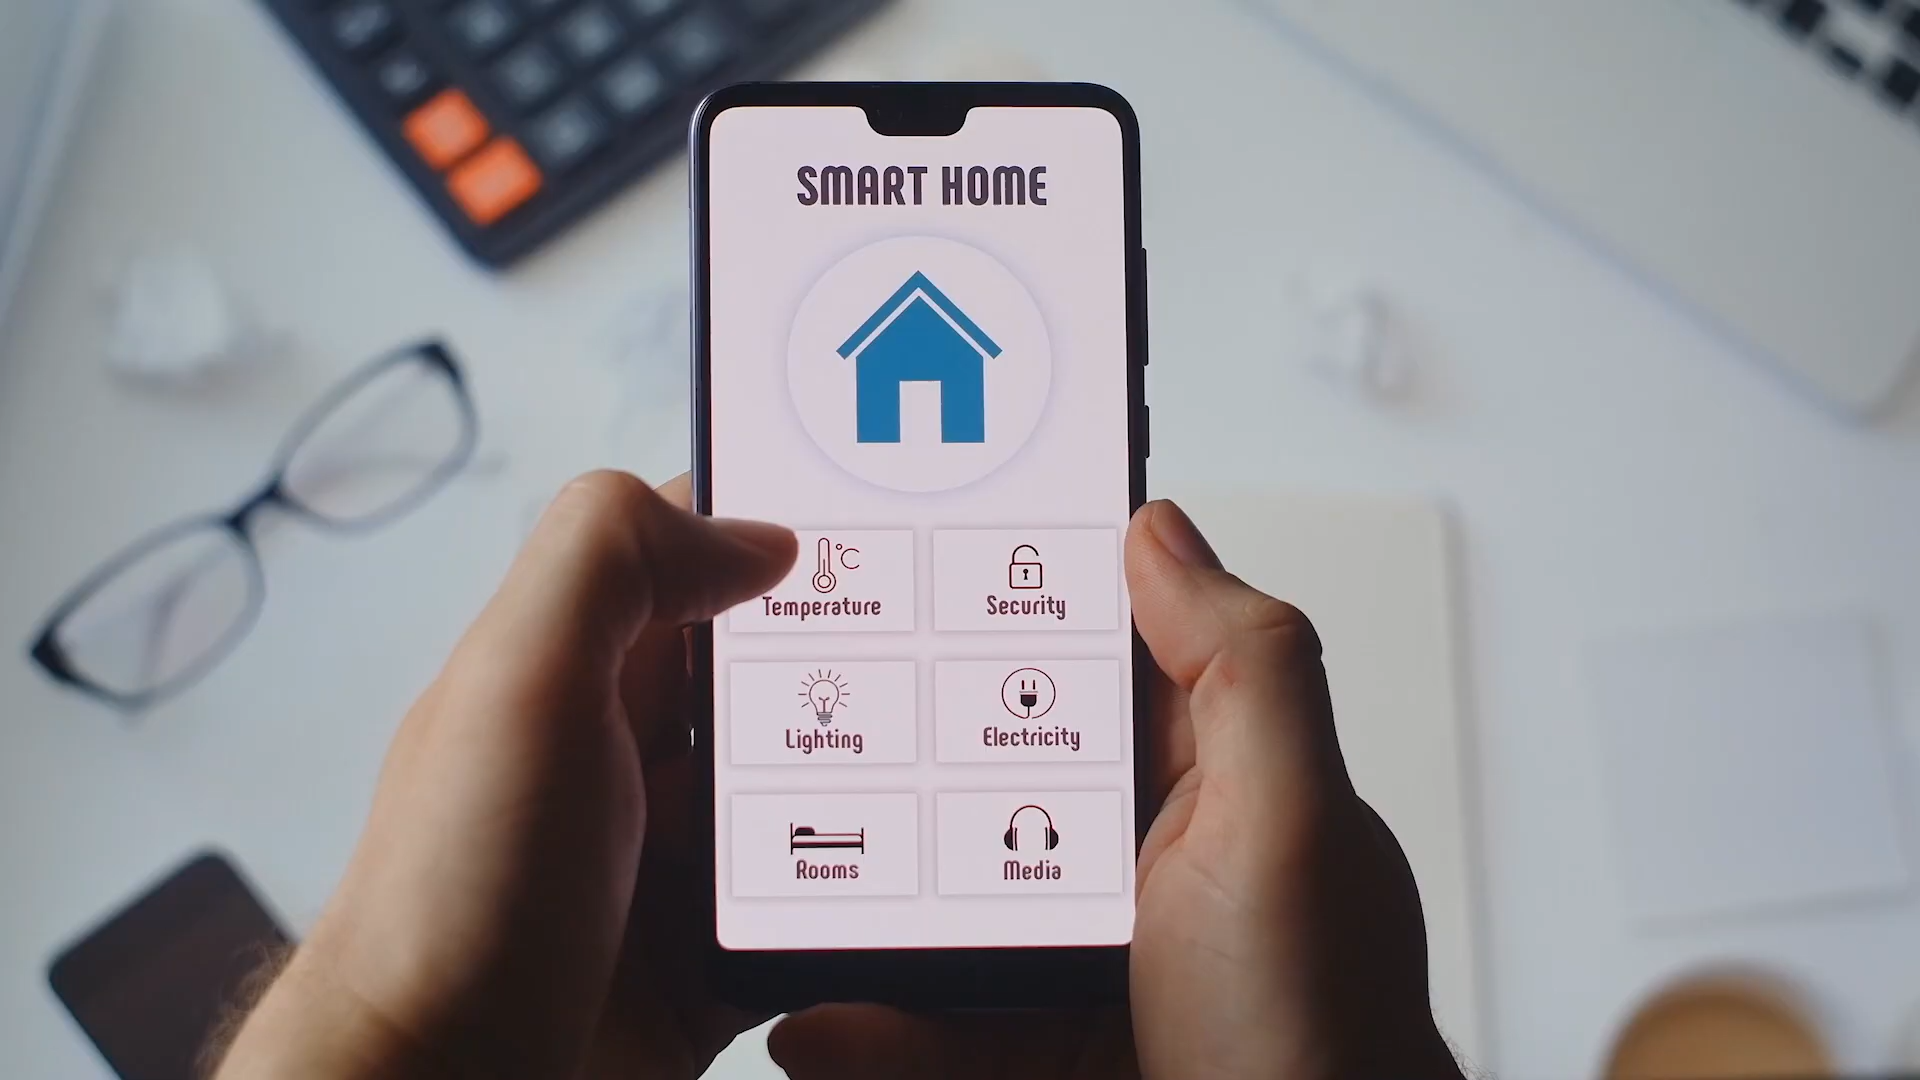 SMART HOME
°C
Temperature
Security
Lighting
Electricity
Rooms
Media